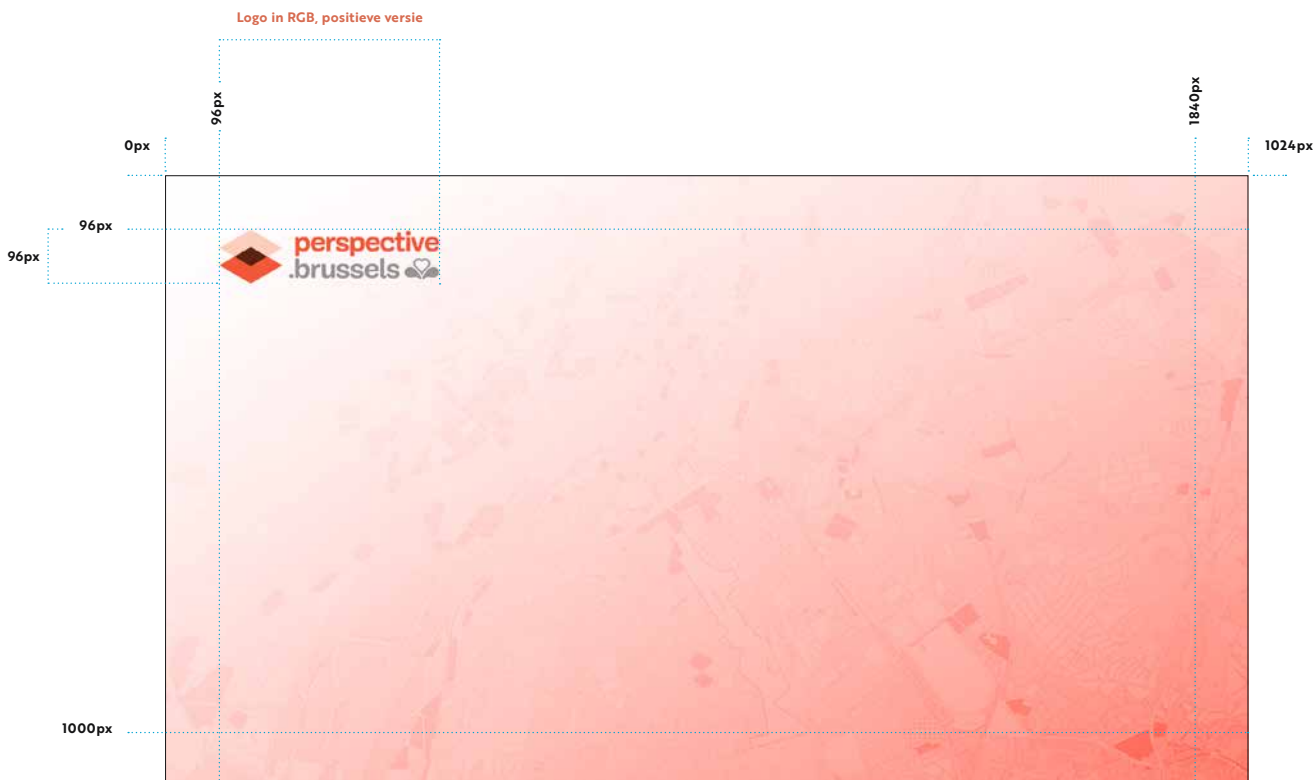 Logo in RGB, positieve versie
96px
1840px
0px
1024px
96px
96px
perspective
.brussels
1000px